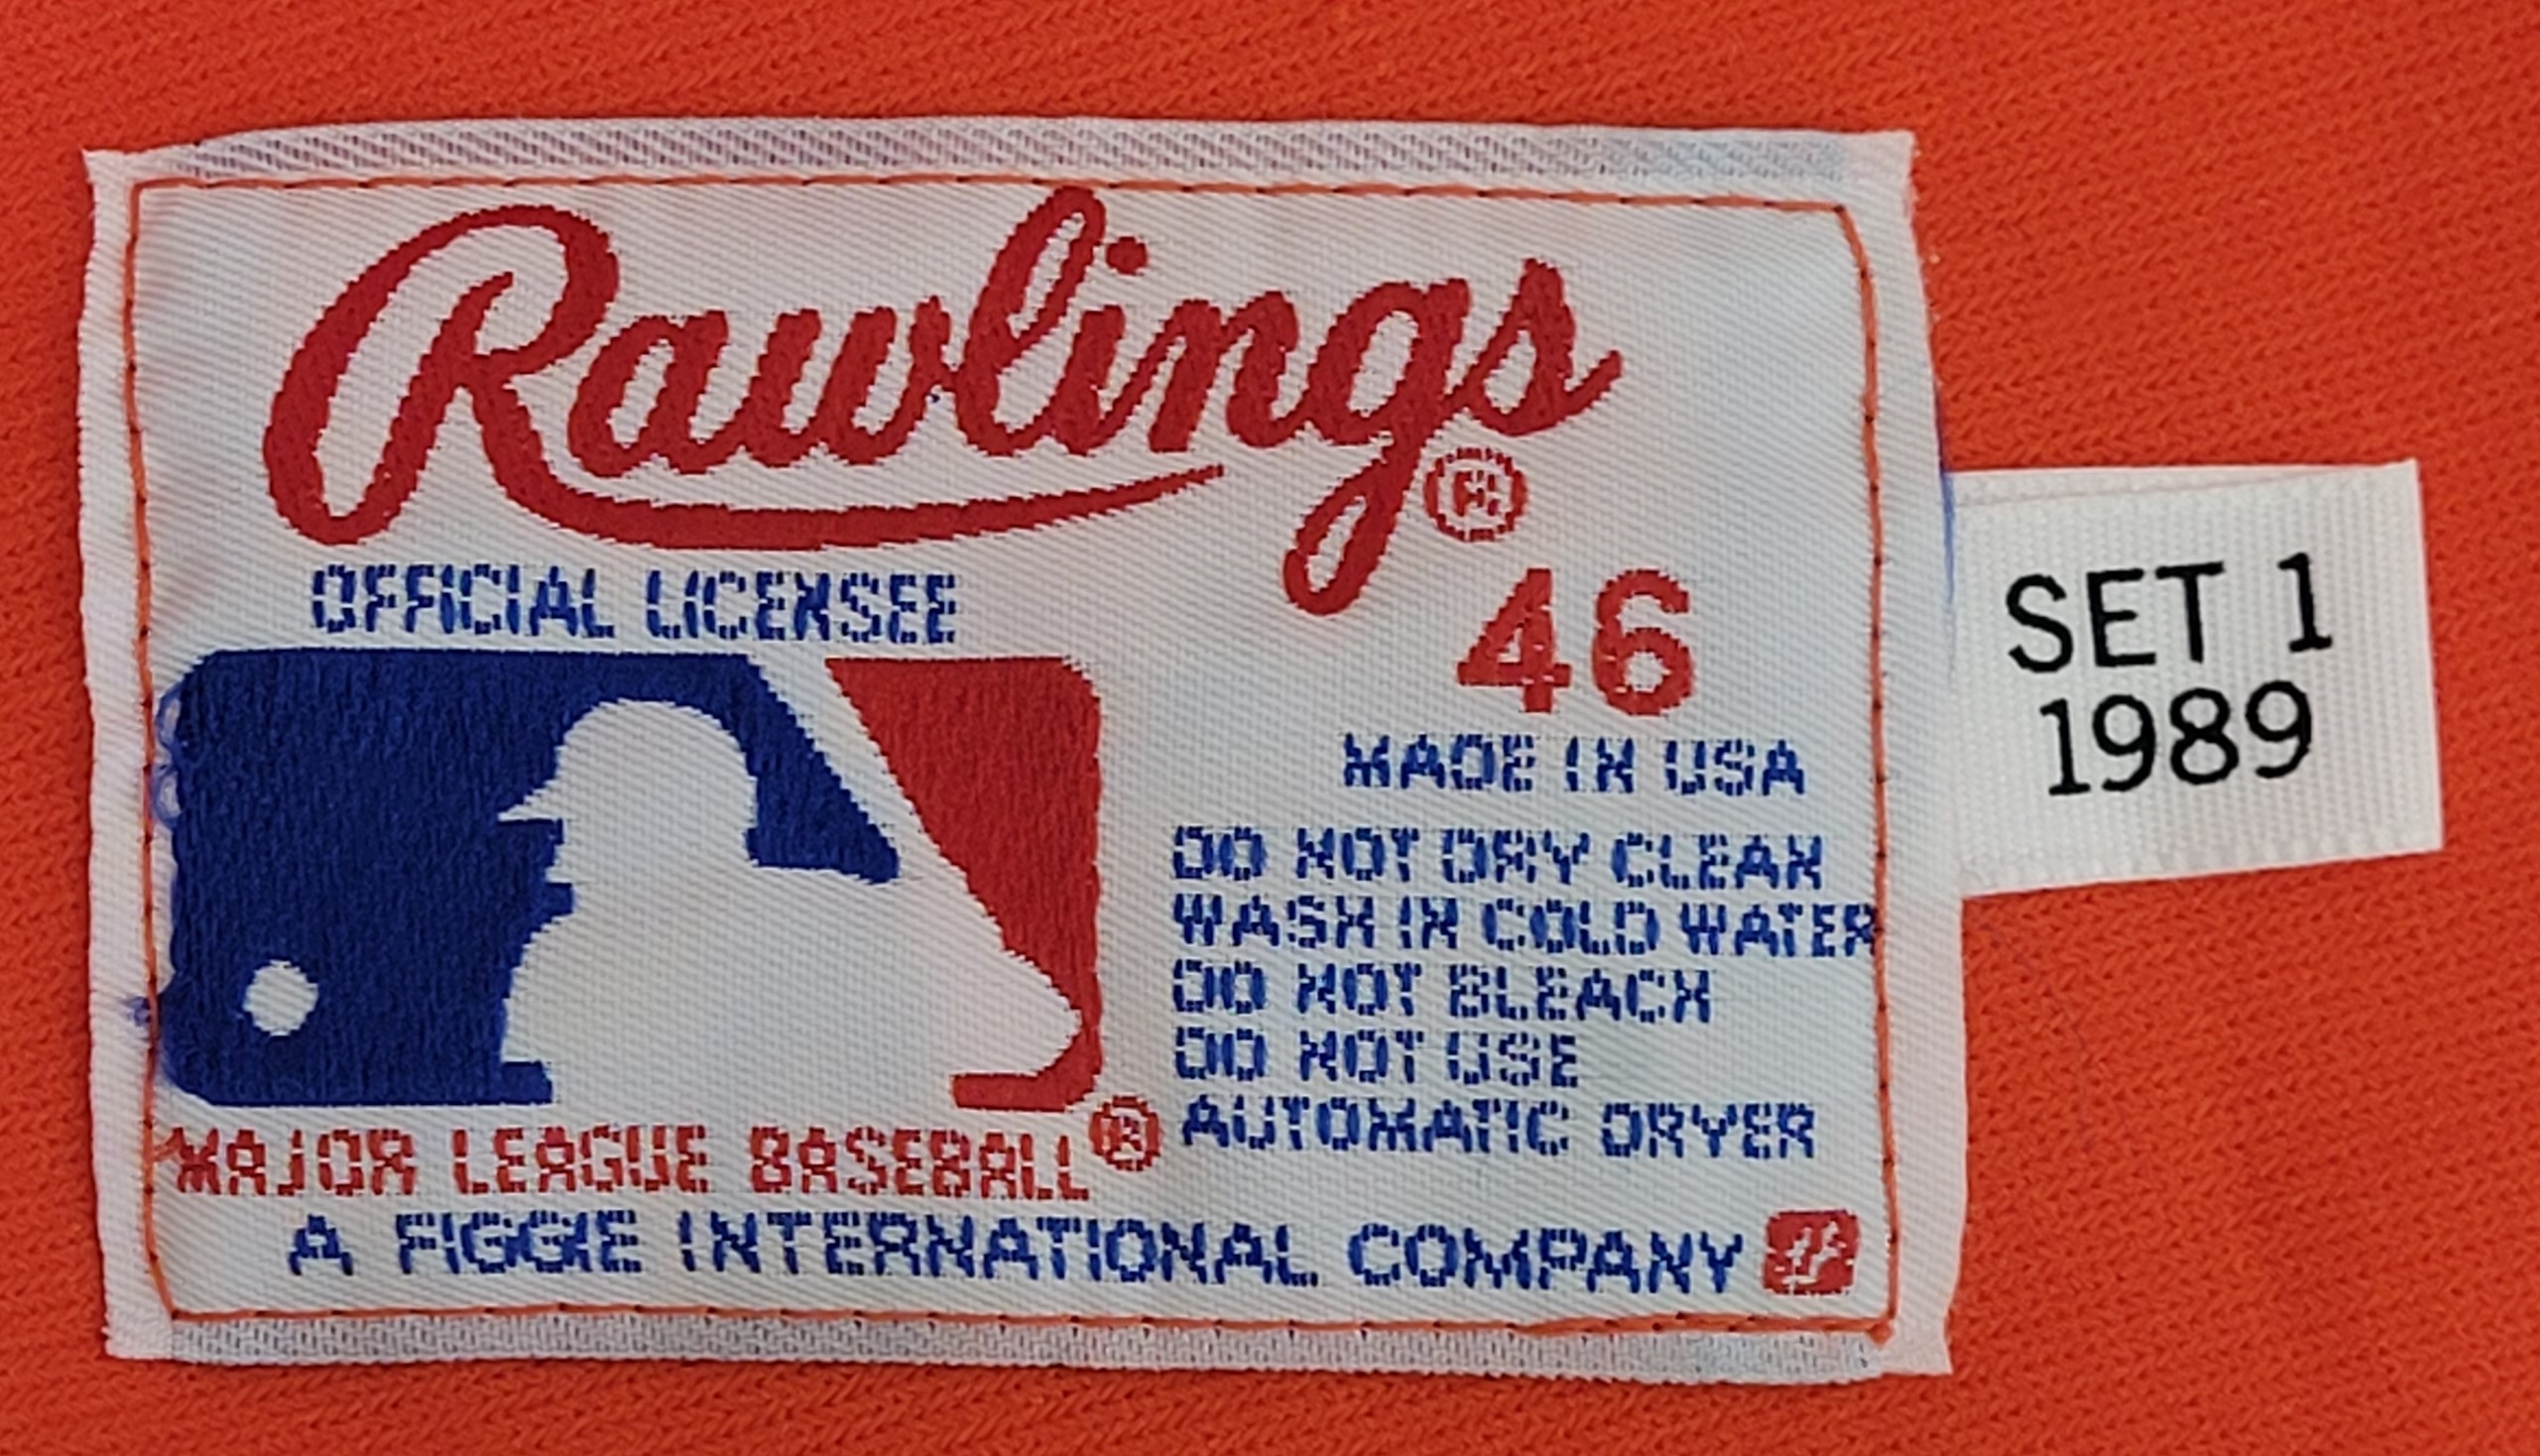 Rawlings®
OFFICIAL LICENSEE
46
MADE IN USA
DO NOT DRY CLEAN
WASH IN COLD WATER
DO NOT BLEACH
DO NOT USE
AUTOMATIC DRYER
MAJOR LEAGUE BASEBALL®
A FIGGIE INTERNATIONAL COMPANY
SET 1
1989